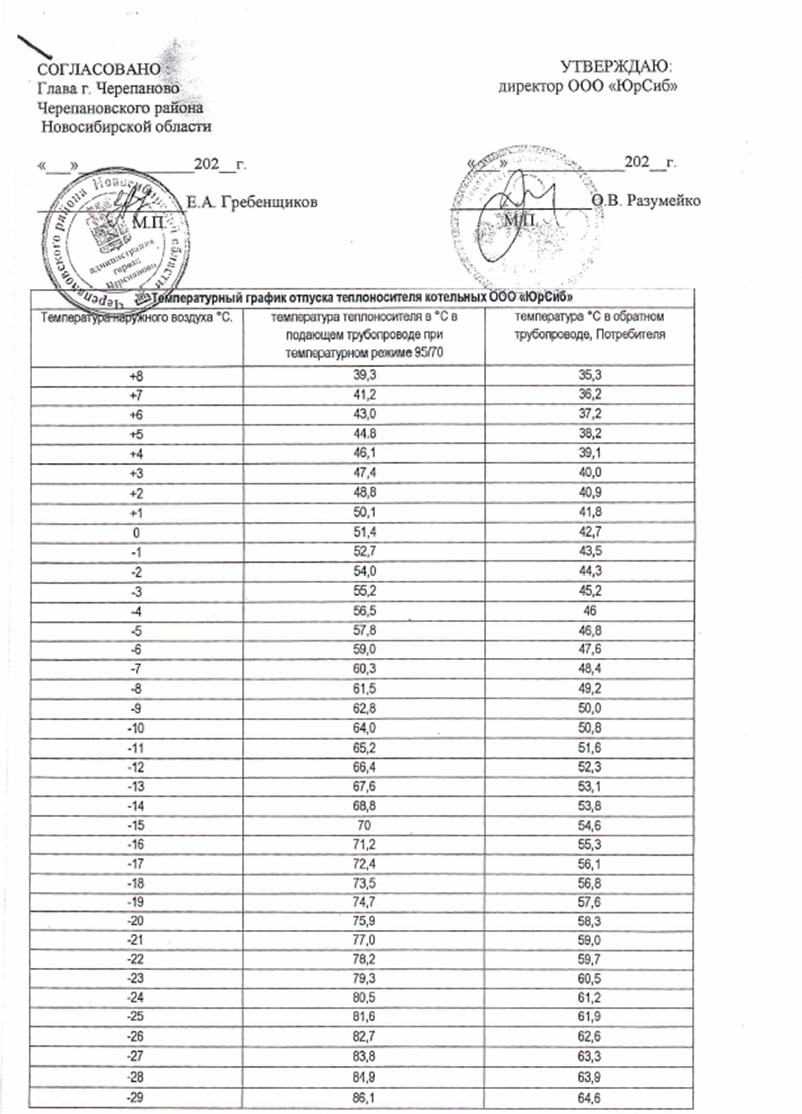 СОГЛАСОВАНО
Глава г. Черепаново
Черепановского района
Новосибирской области
«___»______________202__г.
Е.А. Гребенщиков
М.П.
УТВЕРЖДАЮ:
директор ООО «ЮрСиб»
«___»______________202__г.
О.В. Разумейко
М.П.
Черепановского района Новосибирской области
администрация
города
Черепаново
Температурный график отпуска теплоносителя котельных ООО «ЮрСиб»
Температура наружного воздуха °С.
температура теплоносителя в °С в
подающем трубопроводе при
температурном режиме 95/70
температура °С в обратном
трубопроводе, Потребителя
+8 39,3 35,3
+7 41,2 36,2
+6 43,0 37,2
+5 44.8 38,2
+4 46,1 39,1
+3 47,4 40,0
+2 48,8 40,9
+1 50,1 41,8
0 51,4 42,7
-1 52,7 43,5
-2 54,0 44,3
-3 55,2 45,2
-4 56,5 46
-5 57,8 46,8
-6 59,0 47,6
-7 60,3 48,4
-8 61,5 49,2
-9 62,8 50,0
-10 64,0 50,8
-11 65,2 51,6
-12 66,4 52,3
-13 67,6 53,1
-14 68,8 53,8
-15 70 54,6
-16 71,2 55,3
-17 72,4 56,1
-18 73,5 56,8
-19 74,7 57,6
-20 75,9 58,3
-21 77,0 59,0
-22 78,2 59,7
-23 79,3 60,5
-24 80,5 61,2
-25 81,6 61,9
-26 82,7 62,6
-27 83,8 63,3
-28 84,9 63,9
-29 86,1 64,6